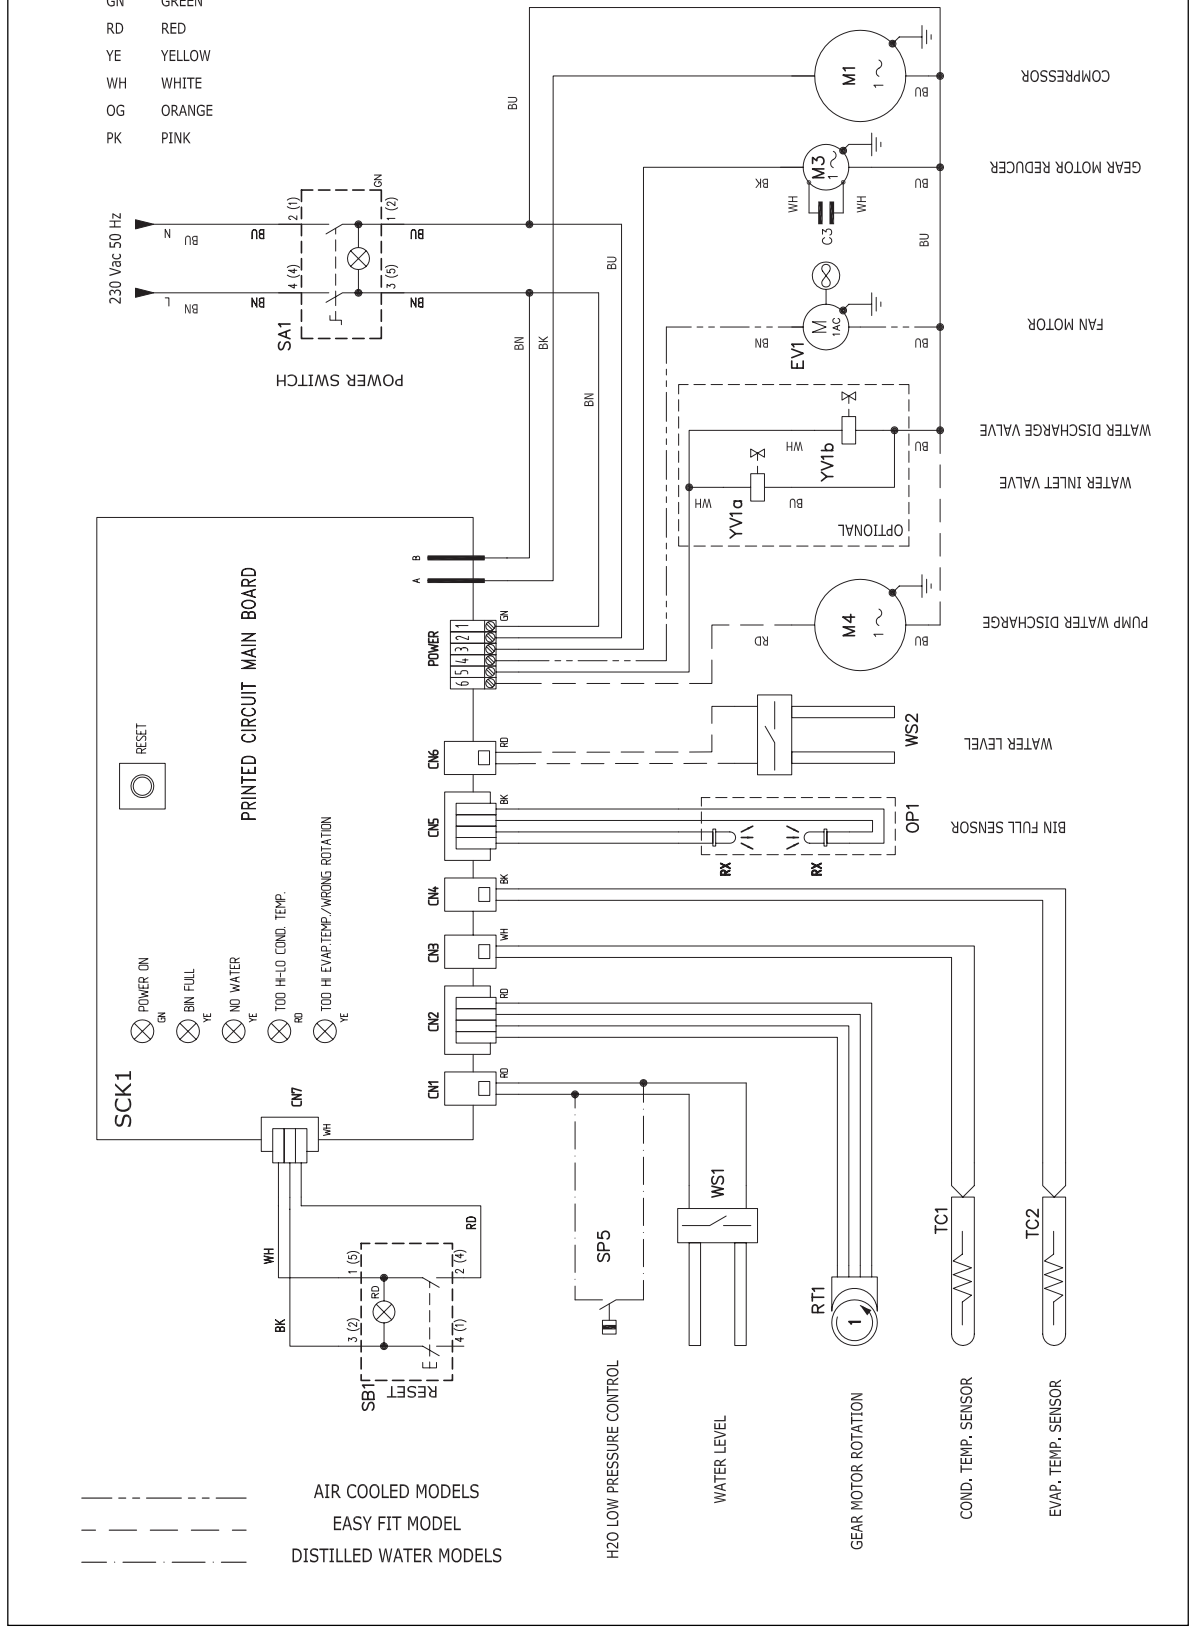 GN GREEN
RD RED
YE YELLOW
WH WHITE
OG ORANGE
PK PINK
230 Vac 50 Hz
N
BU
BU
2 (1)
1 (2)
BU
GN
L
BN
BN
4 (4)
3 (5)
BN
SA1
POWER SWITCH
BU
BN
BK
BN
BU
M1
1
BU
COMPRESSOR
BK
M3
1
BU
WH
WH
C3
GEAR MOTOR REDUCER
BU
BN
M
1AC
EV1
BU
FAN MOTOR
WH
YV1b
BU
WATER DISCHARGE VALVE
WH
YV1a
BU
WATER INLET VALVE
OPTIONAL
RD
M4
1
BU
PUMP WATER DISCHARGE
PRINTED CIRCUIT MAIN BOARD
RESET
B
A
POWER
GN
1
2
3
4
5
6
CN6
RD
WS2
WATER LEVEL
CN5
BK
RX
RX
OP1
BIN FULL SENSOR
CN4
BK
CN3
WH
CN2
RD
CN1
RD
POWER ON
GN
BIN FULL
YE
NO WATER
YE
TOO HI-LO COND. TEMP.
RD
TOO HI EVAP.TEMP./WRONG ROTATION
YE
SCK1
CN7
WH
WH
BK
RD
1 (5)
2 (4)
3 (2)
4 (1)
RD
SB1
RESET
SP5
H2O LOW PRESSURE CONTROL
WS1
WATER LEVEL
RT1
1
GEAR MOTOR ROTATION
TC1
COND. TEMP. SENSOR
TC2
EVAP. TEMP. SENSOR
AIR COOLED MODELS
EASY FIT MODEL
DISTILLED WATER MODELS